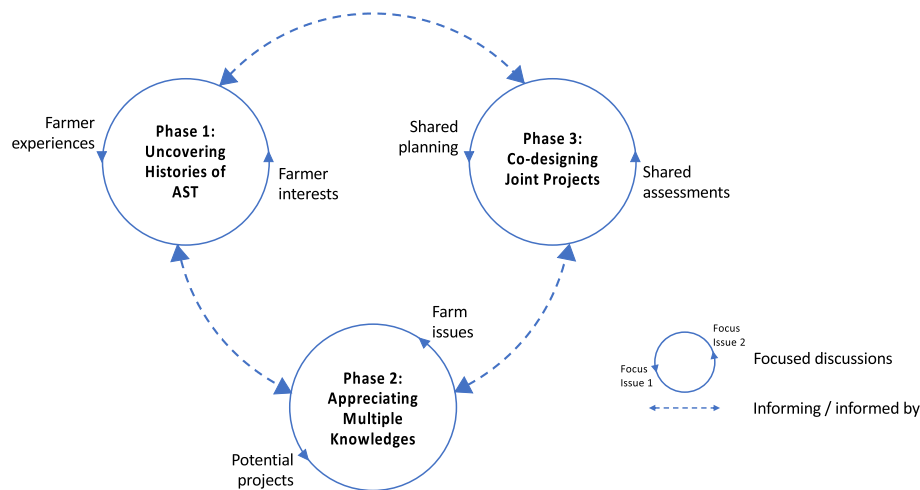 Farmer
experiences
Phase 1:
Uncovering
Histories of
AST
Farmer
interests
Shared
planning
Phase 3:
Co-designing
Joint Projects
Shared
assessments
Farm
issues
Phase 2:
Appreciating
Multiple
Knowledges
Potential
projects
Focus
Issue 2
Focus
Issue 1
Focused discussions
Informing / informed by